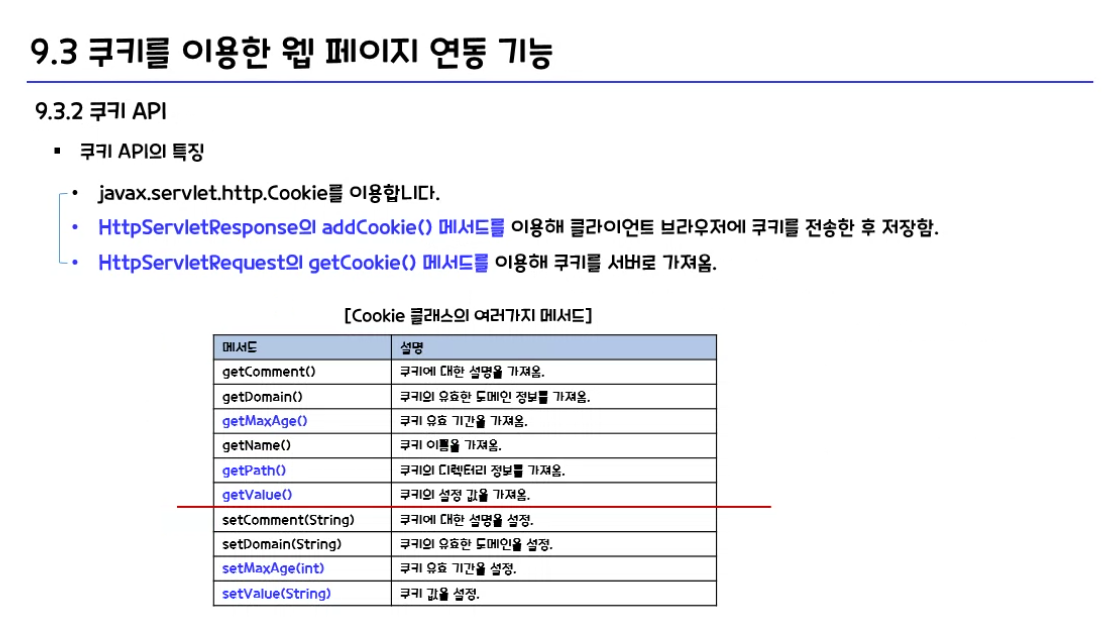 9.3 쿠키를 이용한 웹 페이지 연동 기능
9.3.2 쿠키 API
▪ 쿠키 API의 특징
• javax.servlet.http.Cookie를 이용합니다.
• HttpServletResponse의 addCookie() 메서드를 이용해 클라이언트 브라우저에 쿠키를 전송한 후 저장함.
• HttpServletRequest의 getCookie() 메서드를 이용해 쿠키를 서버로 가져옴.
[Cookie 클래스의 여러가지 메서드]
메서드 설명
getComment() 쿠키에 대한 설명을 가져옴.
getDomain() 쿠키의 유효한 도메인 정보를 가져옴.
getMaxAge() 쿠키 유효 기간을 가져옴.
getName() 쿠키 이름을 가져옴.
getPath() 쿠키의 디렉터리 정보를 가져옴.
getValue() 쿠키의 설정 값을 가져옴.
setComment(String) 쿠키에 대한 설명을 설정.
setDomain(String) 쿠키의 유효한 도메인을 설정.
setMaxAge(int) 쿠키 유효 기간을 설정.
setValue(String) 쿠키 값을 설정.